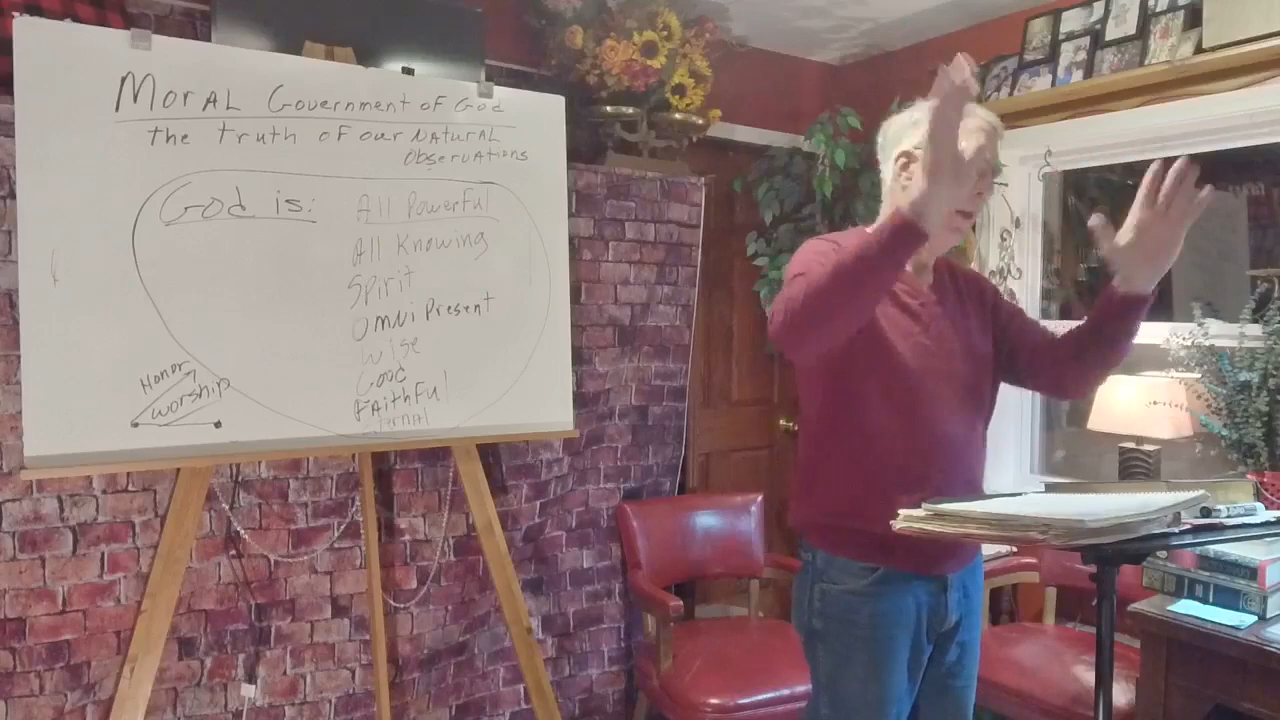 Moral Government of God
the truth of our Natural
Observations
God is: All Powerful
All Knowing
Spirit
Omni Present
Wise
Good
Faithful
Eternal
Honor
Worship